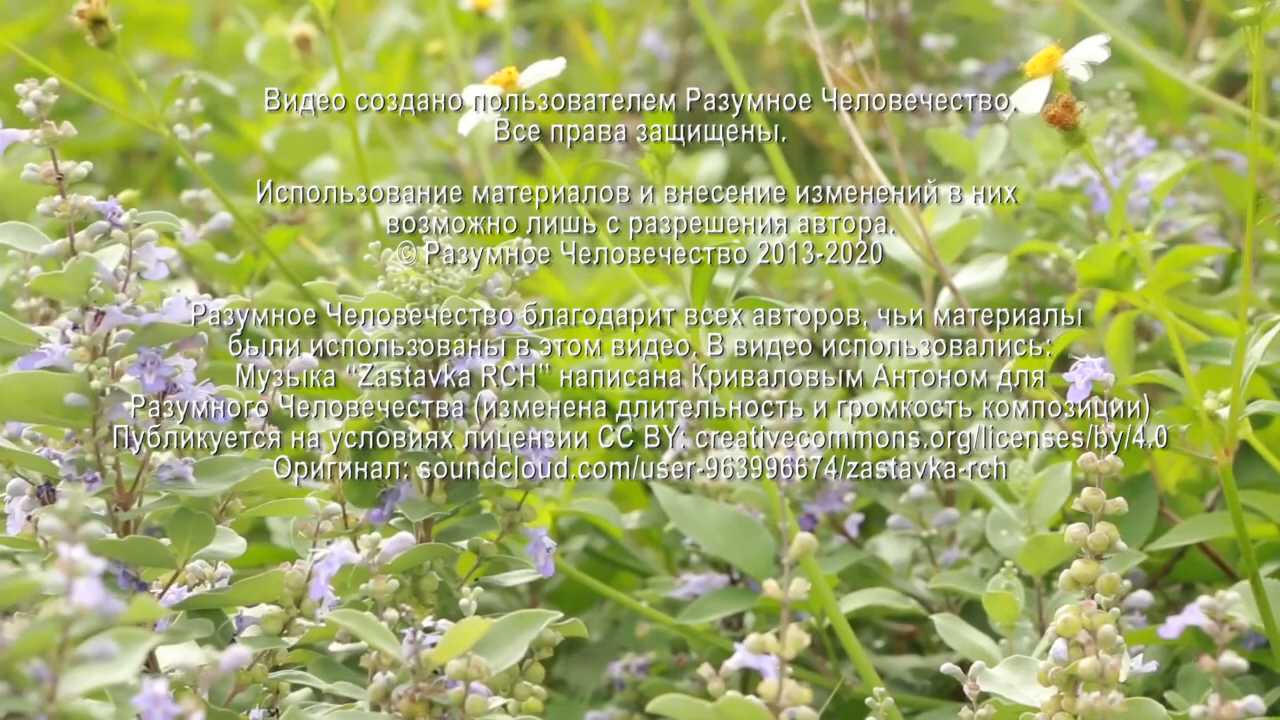 Видео создано пользователем Разумное Человечество.
Все права защищены.
Использование материалов и внесение изменений в них
возможно лишь с разрешения автора.
© Разумное Человечество 2013-2020
Разумное Человечество благодарит всех авторов, чьи материалы
были использованы в этом видео. В видео использовались:
Музыка “Zastavka RCH” написана Криваловым Антоном для
Разумного Человечества (изменена длительность и громкость композиции)
Публикуется на условиях лицензии CC BY: creativecommons.org/licenses/by/4.0
Оригинал: soundcloud.com/user-963996674/zastavka-rch